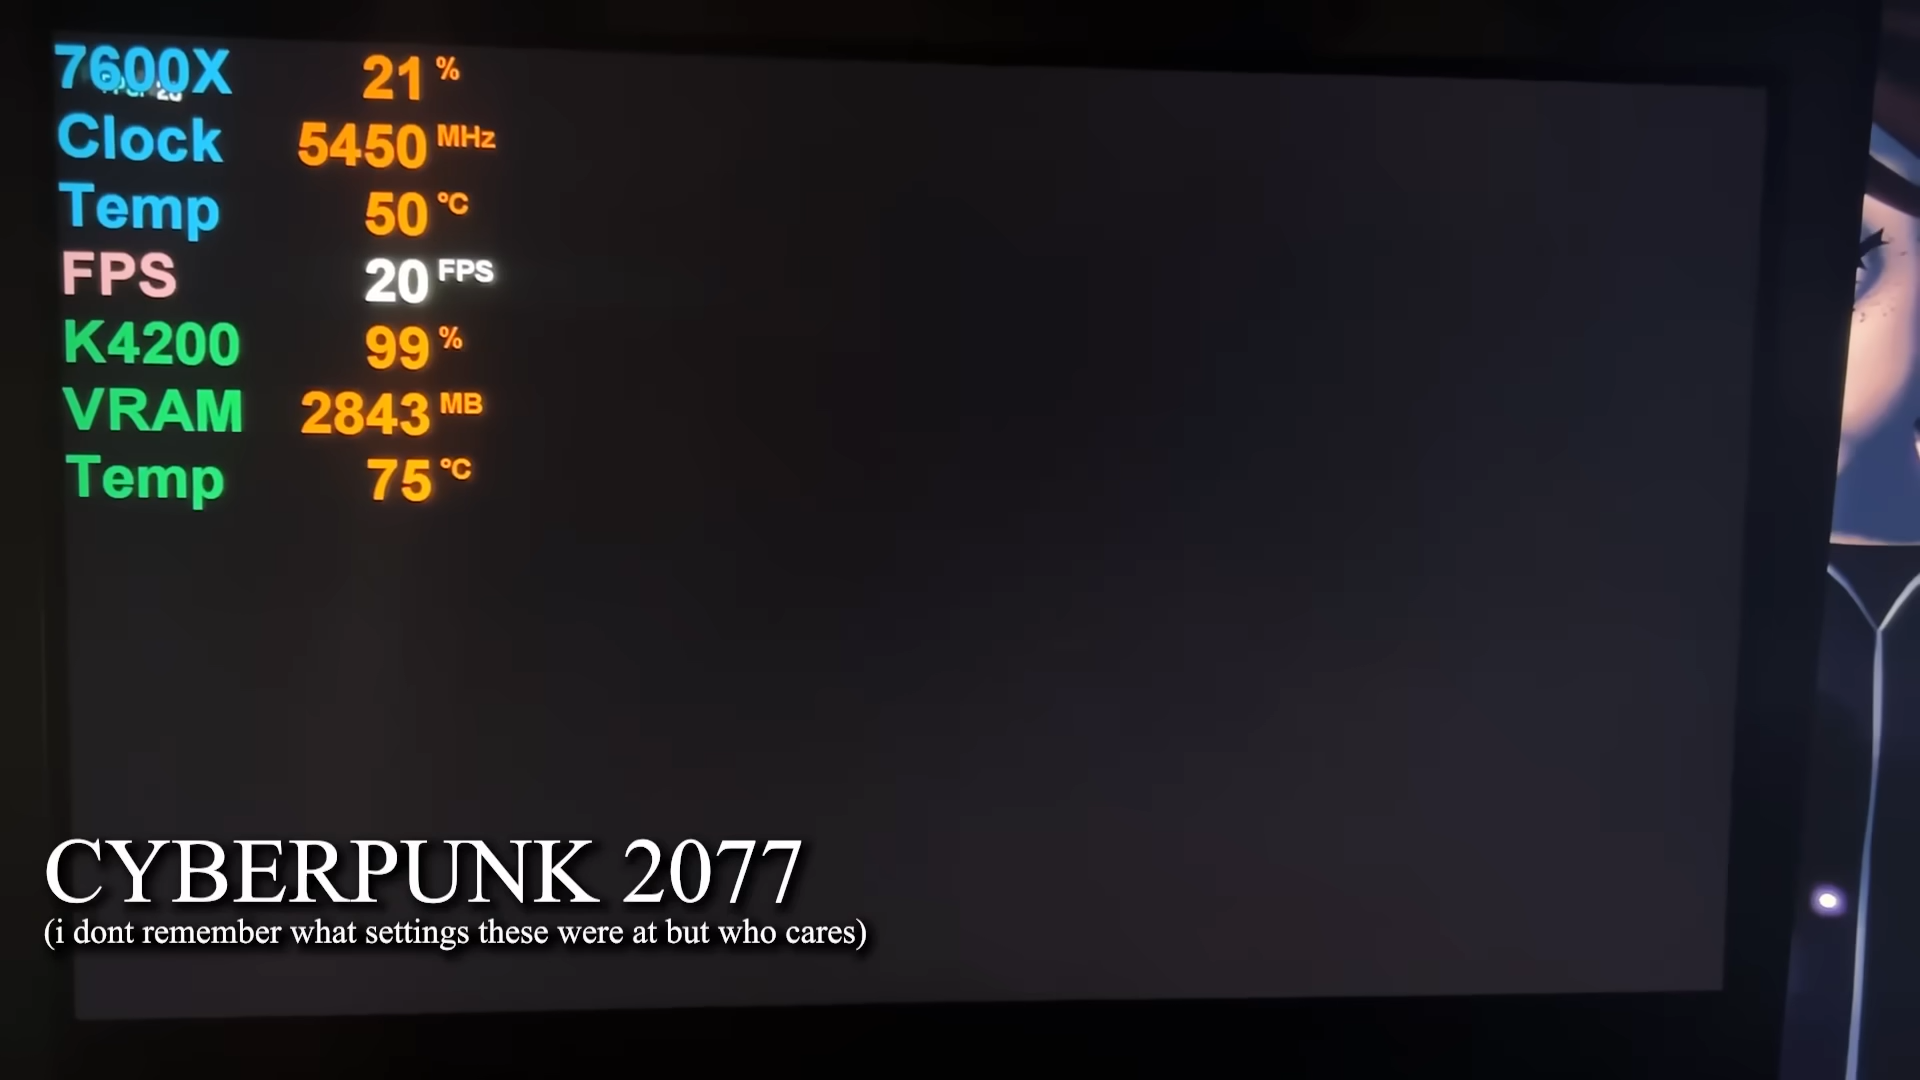 7600X 21 %
Clock 5450 MHz
Temp 50 °C
FPS 20 FPS
K4200 99 %
VRAM 2843 MB
Temp 75 °C
CYBERPUNK 2077
(i dont remember what settings these were at but who cares)